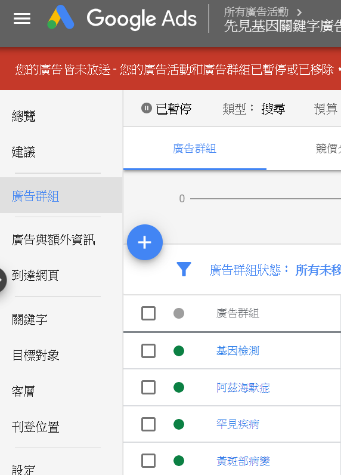 Google Ads
所有廣告活動 >
先見基因關鍵字廣告
您的廣告皆未放送 - 您的廣告活動和廣告群組已暫停或已移除 •
總覽
建議
廣告群組
廣告與額外資訊
到達網頁
關鍵字
目標對象
客層
刊登位置
設定
已暫停 類型： 搜尋 預算
廣告群組 競價
0
廣告群組狀態： 所有未移
廣告群組
基因檢測
阿茲海默症
罕見疾病
黃斑部病變